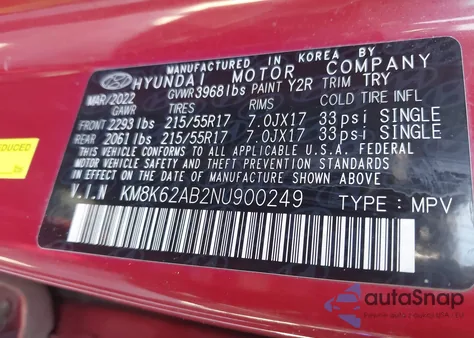 MANUFACTURED IN KOREA BY
HYUNDAI MOTOR COMPANY
MAR/2022 GVWR 3968 lbs PAINT Y2R TRIM TRY
GAWR TIRES RIMS COLD TIRE INFL
FRONT 2293 lbs 215/55R17 7.0JX17 33 psi SINGLE
REAR 2061 lbs 215/55R17 7.0JX17 33 psi SINGLE
THIS VEHICLE CONFORMS TO ALL APPLICABLE U.S.A. FEDERAL
MOTOR VEHICLE SAFETY AND THEFT PREVENTION STANDARDS
IN EFFECT ON THE DATE OF MANUFACTURE SHOWN ABOVE.
V.I.N KM8K62AB2NU900249 TYPE : MPV
autoSnap